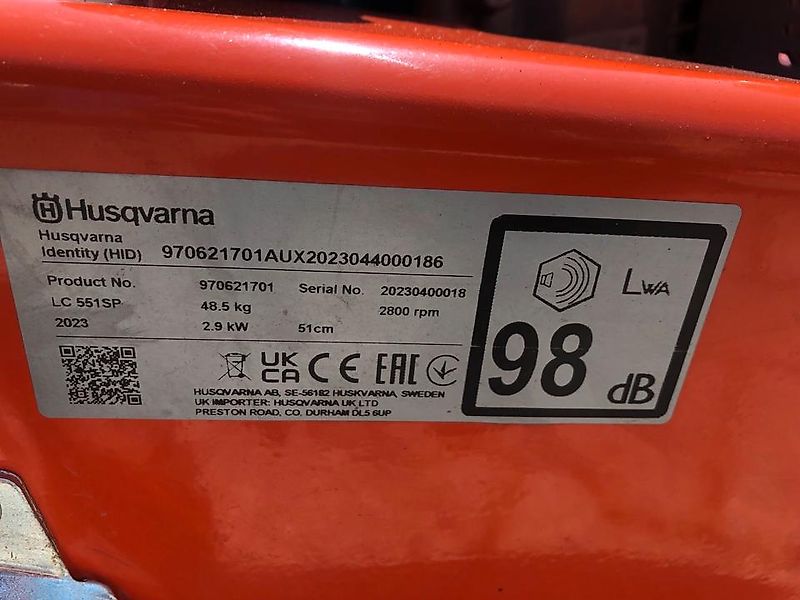 Husqvarna
Husqvarna
Identity (HID) 970621701AUX2023044000186
Product No. 970621701 Serial No. 20230400018
LC 551SP 48.5 kg 2800 rpm
2023 2.9 kW 51cm
UK
CA CE EAC
HUSQVARNA AB, SE-56182 HUSKVARNA, SWEDEN
UK IMPORTER: HUSQVARNA UK LTD
PRESTON ROAD, CO. DURHAM DL5 6UP
LWA
98 dB